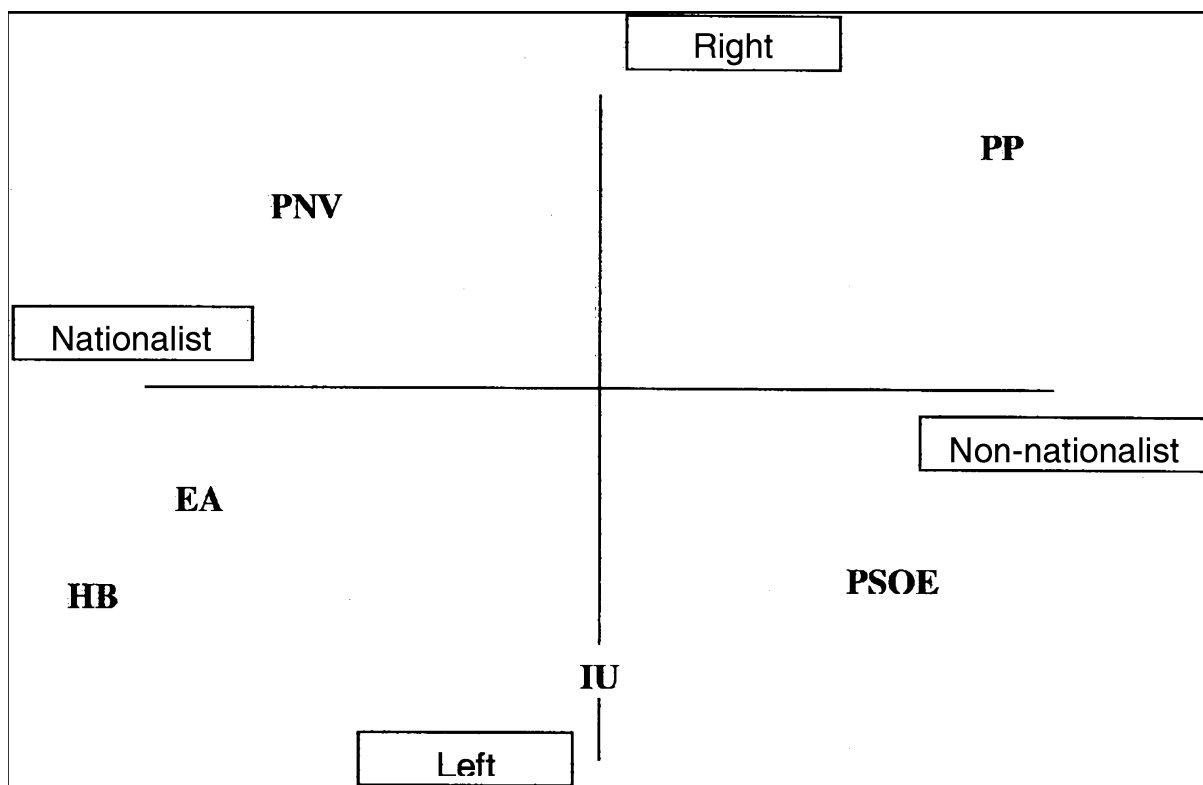 Right
PP
PNV
Nationalist
Non-nationalist
EA
PSOE
HB
IU
Left